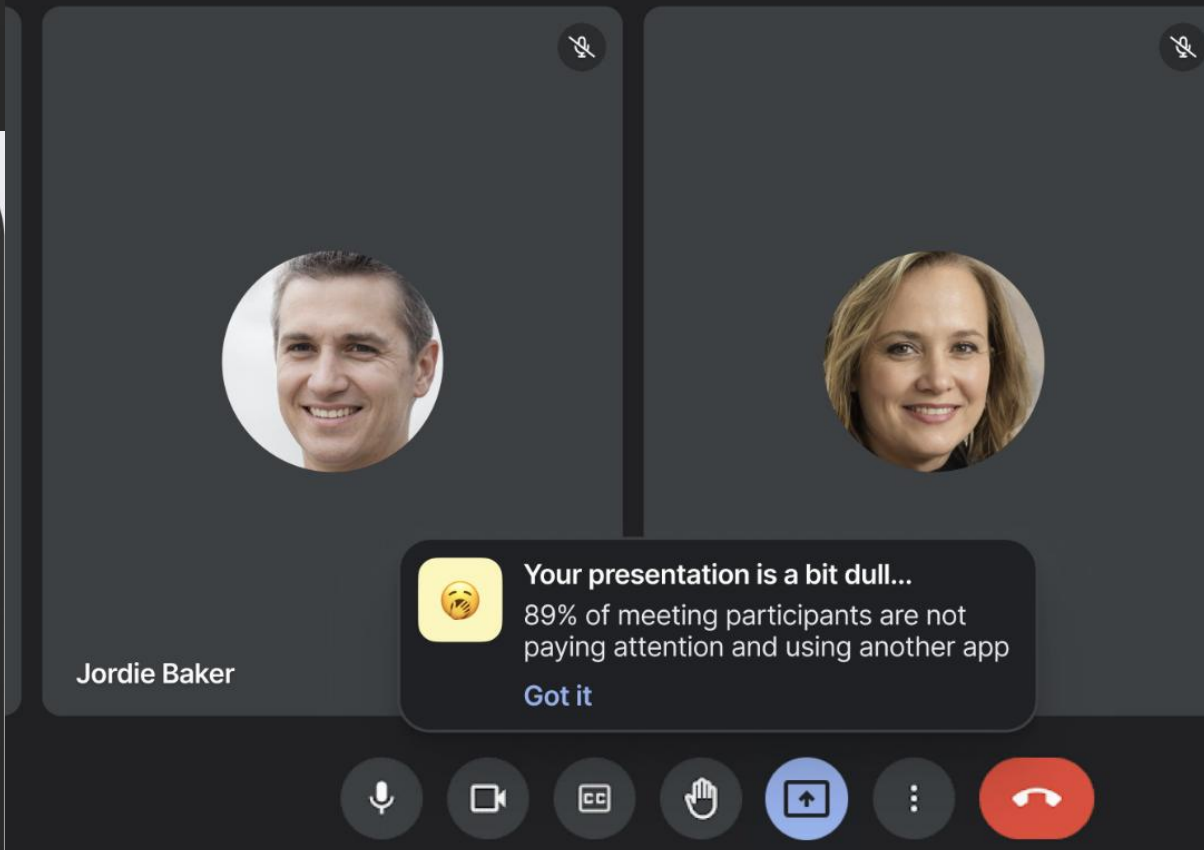 Your presentation is a bit dull...
89% of meeting participants are not
paying attention and using another app
Got it
Jordie Baker
CC